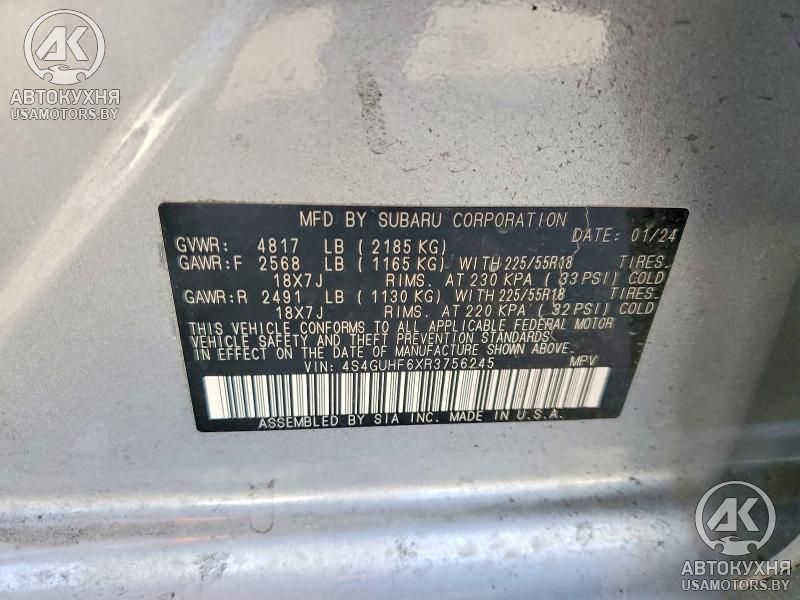 AK
АВТОКУХНЯ
USAMOTORS.BY
MFD BY SUBARU CORPORATION
DATE: 01/24
GVWR: 4817 LB (2185 KG)
GAWR:F 2568 LB (1165 KG) WITH 225/55R18 TIRES.
18X7J RIMS. AT 230 KPA (33 PSI) COLD
GAWR:R 2491 LB (1130 KG) WITH 225/55R18 TIRES.
18X7J RIMS. AT 220 KPA (32 PSI) COLD
THIS VEHICLE CONFORMS TO ALL APPLICABLE FEDERAL MOTOR
VEHICLE SAFETY AND THEFT PREVENTION STANDARDS
IN EFFECT ON THE DATE OF MANUFACTURE SHOWN ABOVE.
VIN: 4S4GUHF6XR3756245 MPV
ASSEMBLED BY SIA INC. MADE IN U.S.A.
AK
АВТОКУХНЯ
USAMOTORS.BY